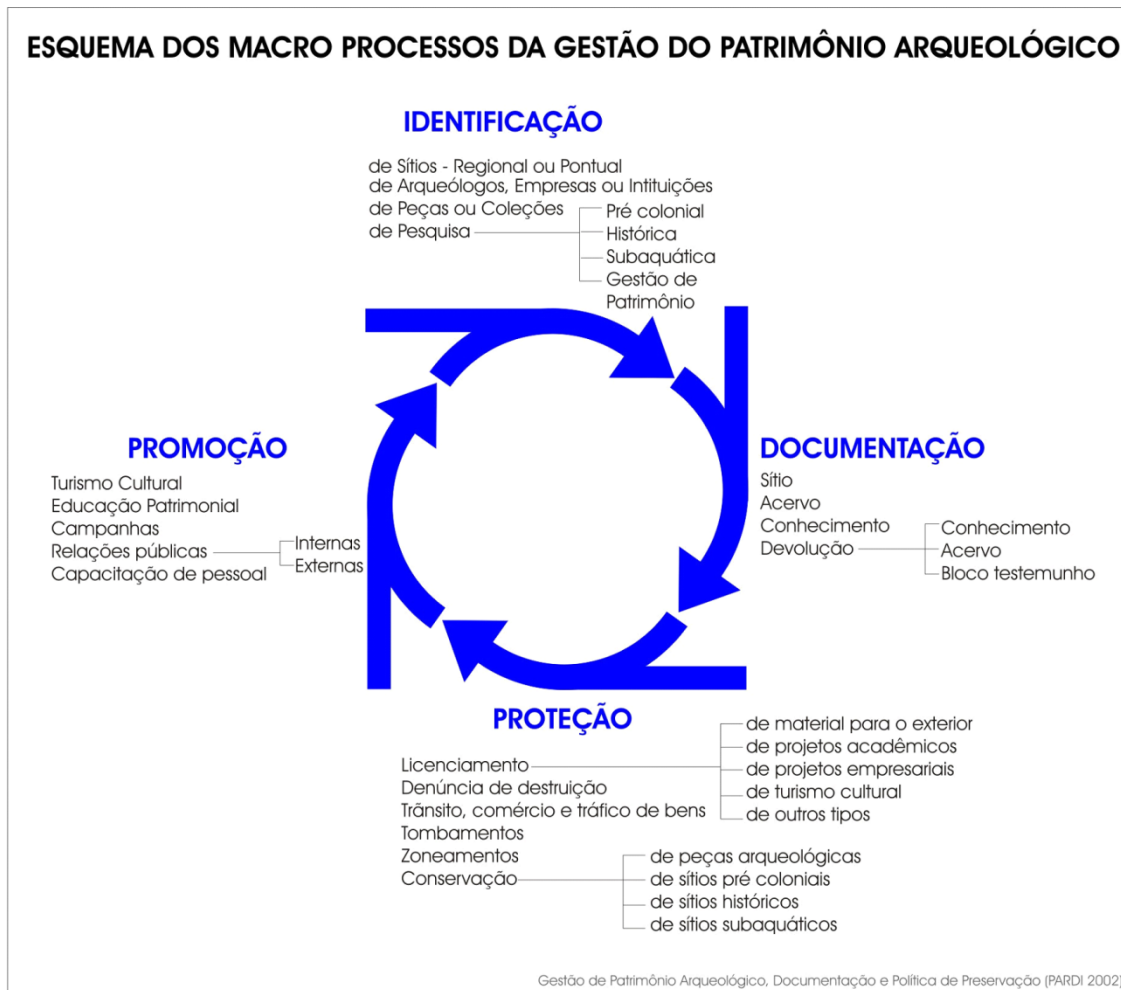 ESQUEMA DOS MACRO PROCESSOS DA GESTÃO DO PATRIMÔNIO ARQUEOLÓGICO
IDENTIFICAÇÃO
de Sítios - Regional ou Pontual
de Arqueólogos, Empresas ou Intituições
de Peças ou Coleções
de Pesquisa
Pré colonial
Histórica
Subaquática
Gestão de
Patrimônio
PROMOÇÃO
Turismo Cultural
Educação Patrimonial
Campanhas
Relações públicas
Capacitação de pessoal
Internas
Externas
DOCUMENTAÇÃO
Sítio
Acervo
Conhecimento
Devolução
Conhecimento
Acervo
Bloco testemunho
PROTEÇÃO
Licenciamento
Denúncia de destruição
Trânsito, comércio e tráfico de bens
Tombamentos
Zoneamentos
Conservação
de material para o exterior
de projetos acadêmicos
de projetos empresariais
de turismo cultural
de outros tipos
de peças arqueológicas
de sítios pré coloniais
de sítios históricos
de sítios subaquáticos
Gestão de Patrimônio Arqueológico, Documentação e Política de Preservação (PARDI 2002)